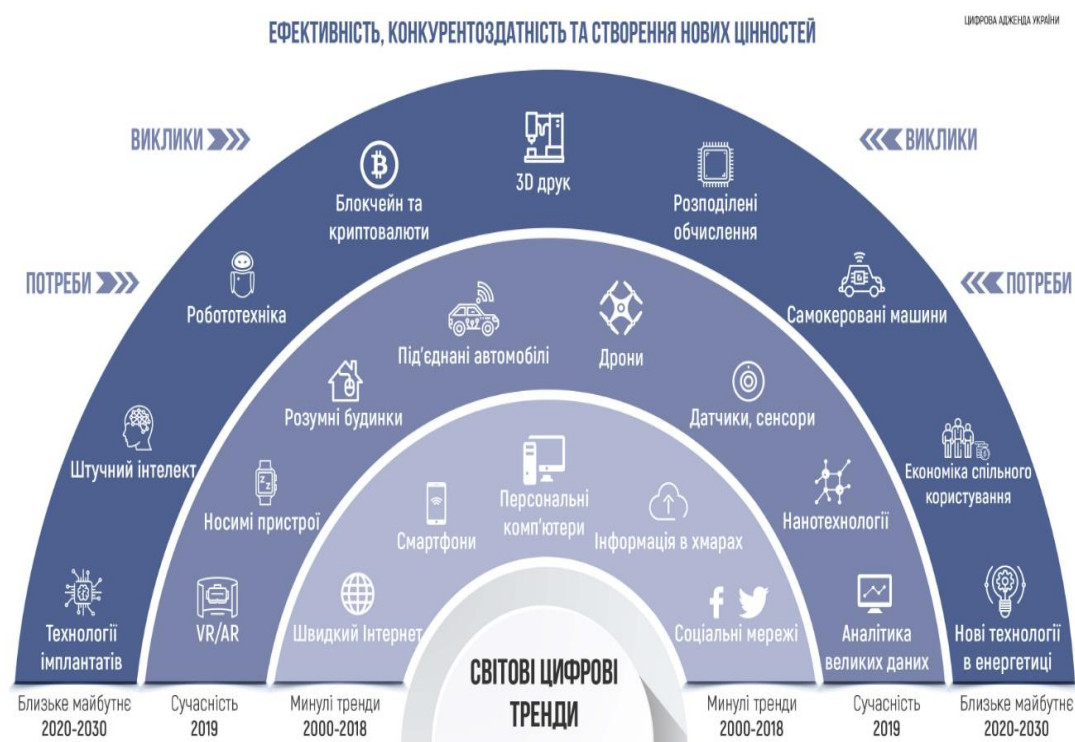 ЦИФРОВА АДЖЕНДА УКРАЇНИ
ЕФЕКТИВНІСТЬ, КОНКУРЕНТОЗДАТНІСТЬ ТА СТВОРЕННЯ НОВИХ ЦІННОСТЕЙ
ВИКЛИКИ
ВИКЛИКИ
ПОТРЕБИ
ПОТРЕБИ
Технології
імплантатів
Штучний інтелект
Робототехніка
Блокчейн та
криптовалюти
3D друк
Розподілені
обчислення
Самокеровані машини
Економіка спільного
користування
Нові технології
в енергетиці
VR/AR
Носимі пристрої
z z
Розумні будинки
Під'єднані автомобілі
Дрони
Датчики, сенсори
Нанотехнології
Аналітика
великих даних
Швидкий Інтернет
Смартфони
Персональні
комп'ютери
Інформація в хмарах
Соціальні мережі
СВІТОВІ ЦИФРОВІ
ТРЕНДИ
Близьке майбутнє
2020-2030
Сучасність
2019
Минулі тренди
2000-2018
Минулі тренди
2000-2018
Сучасність
2019
Близьке майбутнє
2020-2030